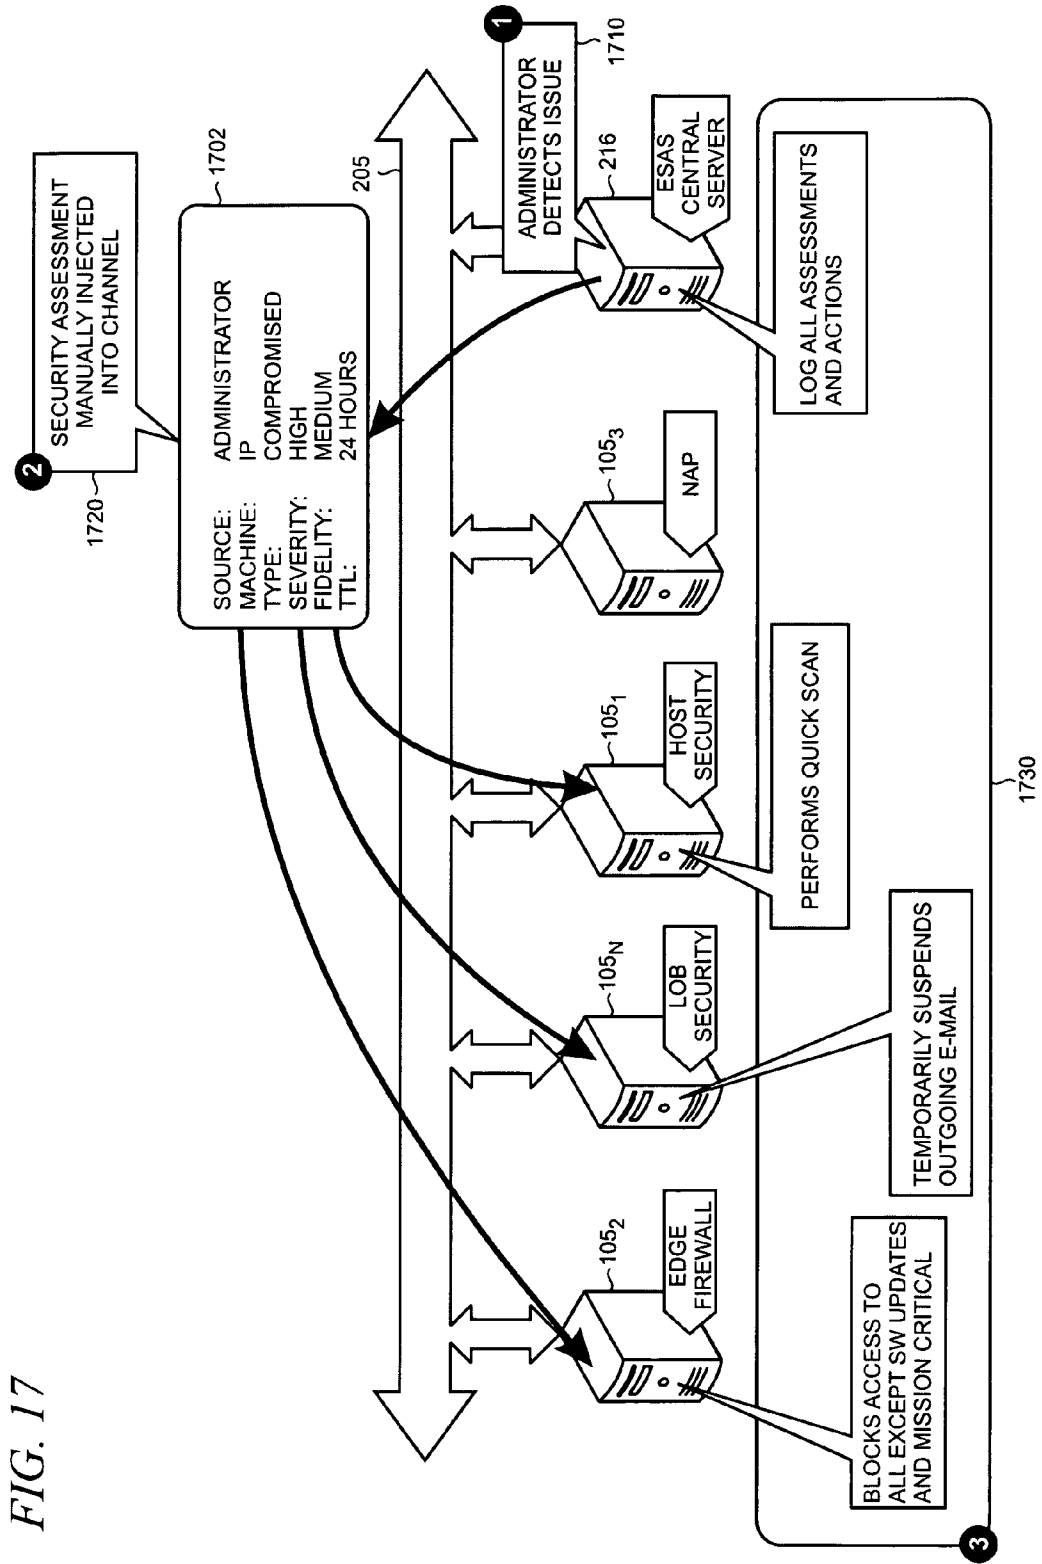 FIG. 17
2
SECURITY ASSESSMENT
MANUALLY INJECTED
INTO CHANNEL
1720
1702
SOURCE: ADMINISTRATOR
MACHINE: IP
TYPE: COMPROMISED
SEVERITY: HIGH
FIDELITY: MEDIUM
TTL: 24 HOURS
205
1
ADMINISTRATOR
DETECTS ISSUE
1710
105₂
EDGE
FIREWALL
105N
LOB
SECURITY
105₁
HOST
SECURITY
105₃
NAP
216
ESAS
CENTRAL
SERVER
BLOCKS ACCESS TO
ALL EXCEPT SW UPDATES
AND MISSION CRITICAL
TEMPORARILY SUSPENDS
OUTGOING E-MAIL
PERFORMS QUICK SCAN
LOG ALL ASSESSMENTS
AND ACTIONS
3
1730